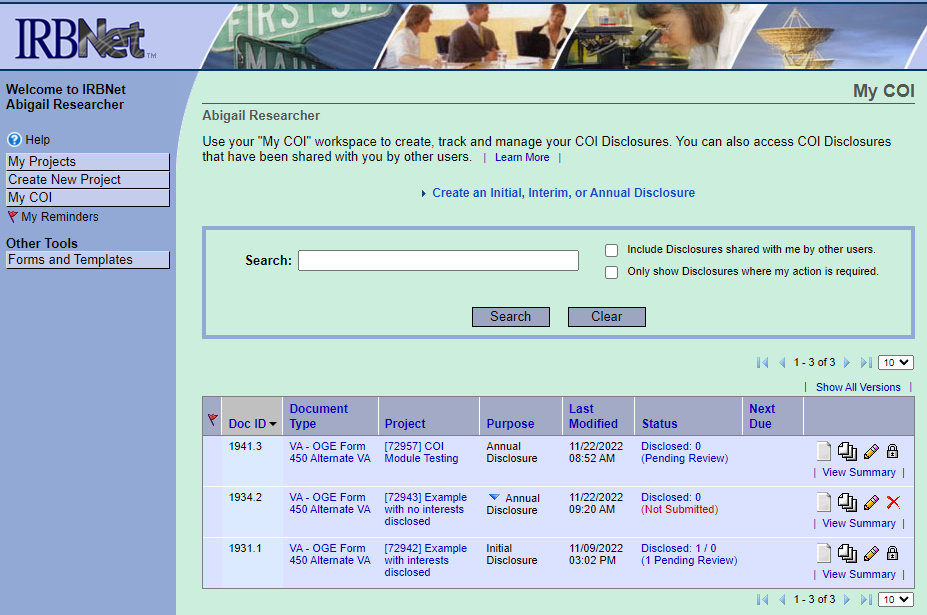 FIRST ST
MAIN
IRBNet™
Welcome to IRBNet
Abigail Researcher
Help
My Projects
Create New Project
My COI
My Reminders
Other Tools
Forms and Templates
My COI
Abigail Researcher
Use your "My COI" workspace to create, track and manage your COI Disclosures. You can also access COI Disclosures
that have been shared with you by other users. | Learn More |
Create an Initial, Interim, or Annual Disclosure
Search:
Include Disclosures shared with me by other users.
Only show Disclosures where my action is required.
Search Clear
1 - 3 of 3 10
| Show All Versions |
Doc ID Document Type Project Purpose Last Modified Status Next Due
1941.3 VA - OGE Form 450 Alternate VA [72957] COI Module Testing Annual Disclosure 11/22/2022 08:52 AM Disclosed: 0 (Pending Review)
| View Summary |
1934.2 VA - OGE Form 450 Alternate VA [72943] Example with no interests disclosed Annual Disclosure 11/22/2022 09:20 AM Disclosed: 0 (Not Submitted)
| View Summary |
1931.1 VA - OGE Form 450 Alternate VA [72942] Example with interests disclosed Initial Disclosure 11/09/2022 03:02 PM Disclosed: 1 / 0 (1 Pending Review)
| View Summary |
1 - 3 of 3 10